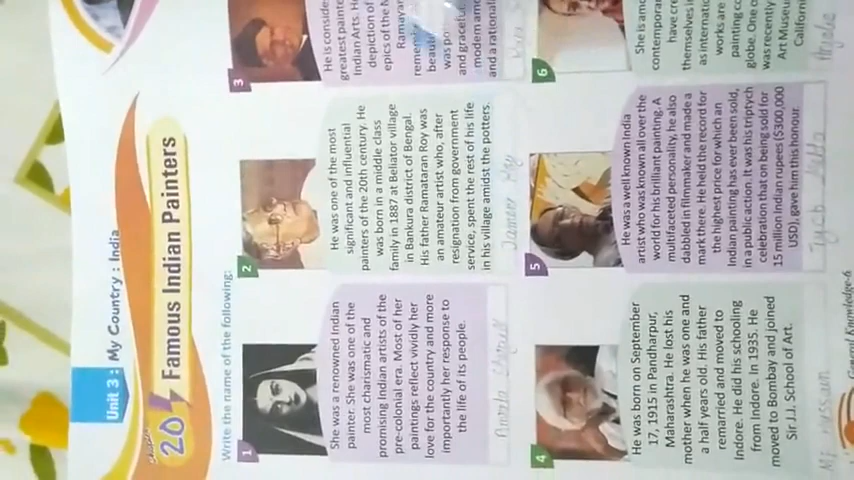 Unit 3 : My Country : India
Chapter
20
Famous Indian Painters
Write the name of the following:
1
She was a renowned Indian
painter. She was one of the
most charismatic and
promising Indian artists of the
pre-colonial era. Most of her
paintings reflect vividly her
love for the country and more
importantly her response to
the life of its people.
2
He was one of the most
significant and influential
painters of the 20th century. He
was born in a middle class
family in 1887 at Beliator village
in Bankura district of Bengal.
His father Ramataran Roy was
an amateur artist who, after
resignation from government
service, spent the rest of his life
in his village amidst the potters.
Roy
3
He is conside
greatest painte
Indian Arts. He
depiction of
epics of the M
Ramaya
remem
beau
was po
and gracefu
modern amo
and a ration
4
He was born on September
17, 1915 in Pandharpur,
Maharashtra. He lost his
mother when he was one and
a half years old. His father
remarried and moved to
Indore. He did his schooling
from Indore. In 1935. He
moved to Bombay and joined
Sir J.J. School of Art.
5
He was a well known India
artist who was known all over the
world for his brilliant painting. A
multifaceted personality, he also
dabbled in filmmaker and made a
mark there. He held the record for
the highest price for which an
Indian painting has ever been sold,
in a public action. It was his triptych
celebration that on being sold for
15 million Indian rupees ($300,000
USD), gave him this honour.
6
She is amo
contemporar
have cre
themselves i
as internatio
works are
painting co
globe. One o
was recently
Art Museu
Californi
General Knowledge-6